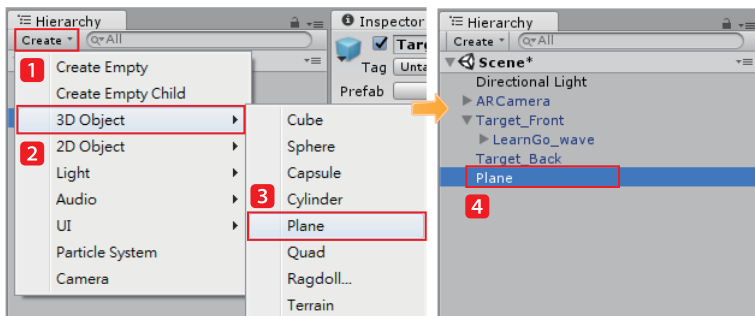 Hierarchy
Create
All
1
Create Empty
Create Empty Child
3D Object
2
2D Object
Light
Audio
UI
Particle System
Camera
3
Cube
Sphere
Capsule
Cylinder
Plane
Quad
Ragdoll...
Terrain
Inspector
Tag
Prefab
Hierarchy
Create
All
Scene*
Directional Light
ARCamera
Target_Front
LearnGo_wave
Target_Back
Plane
4